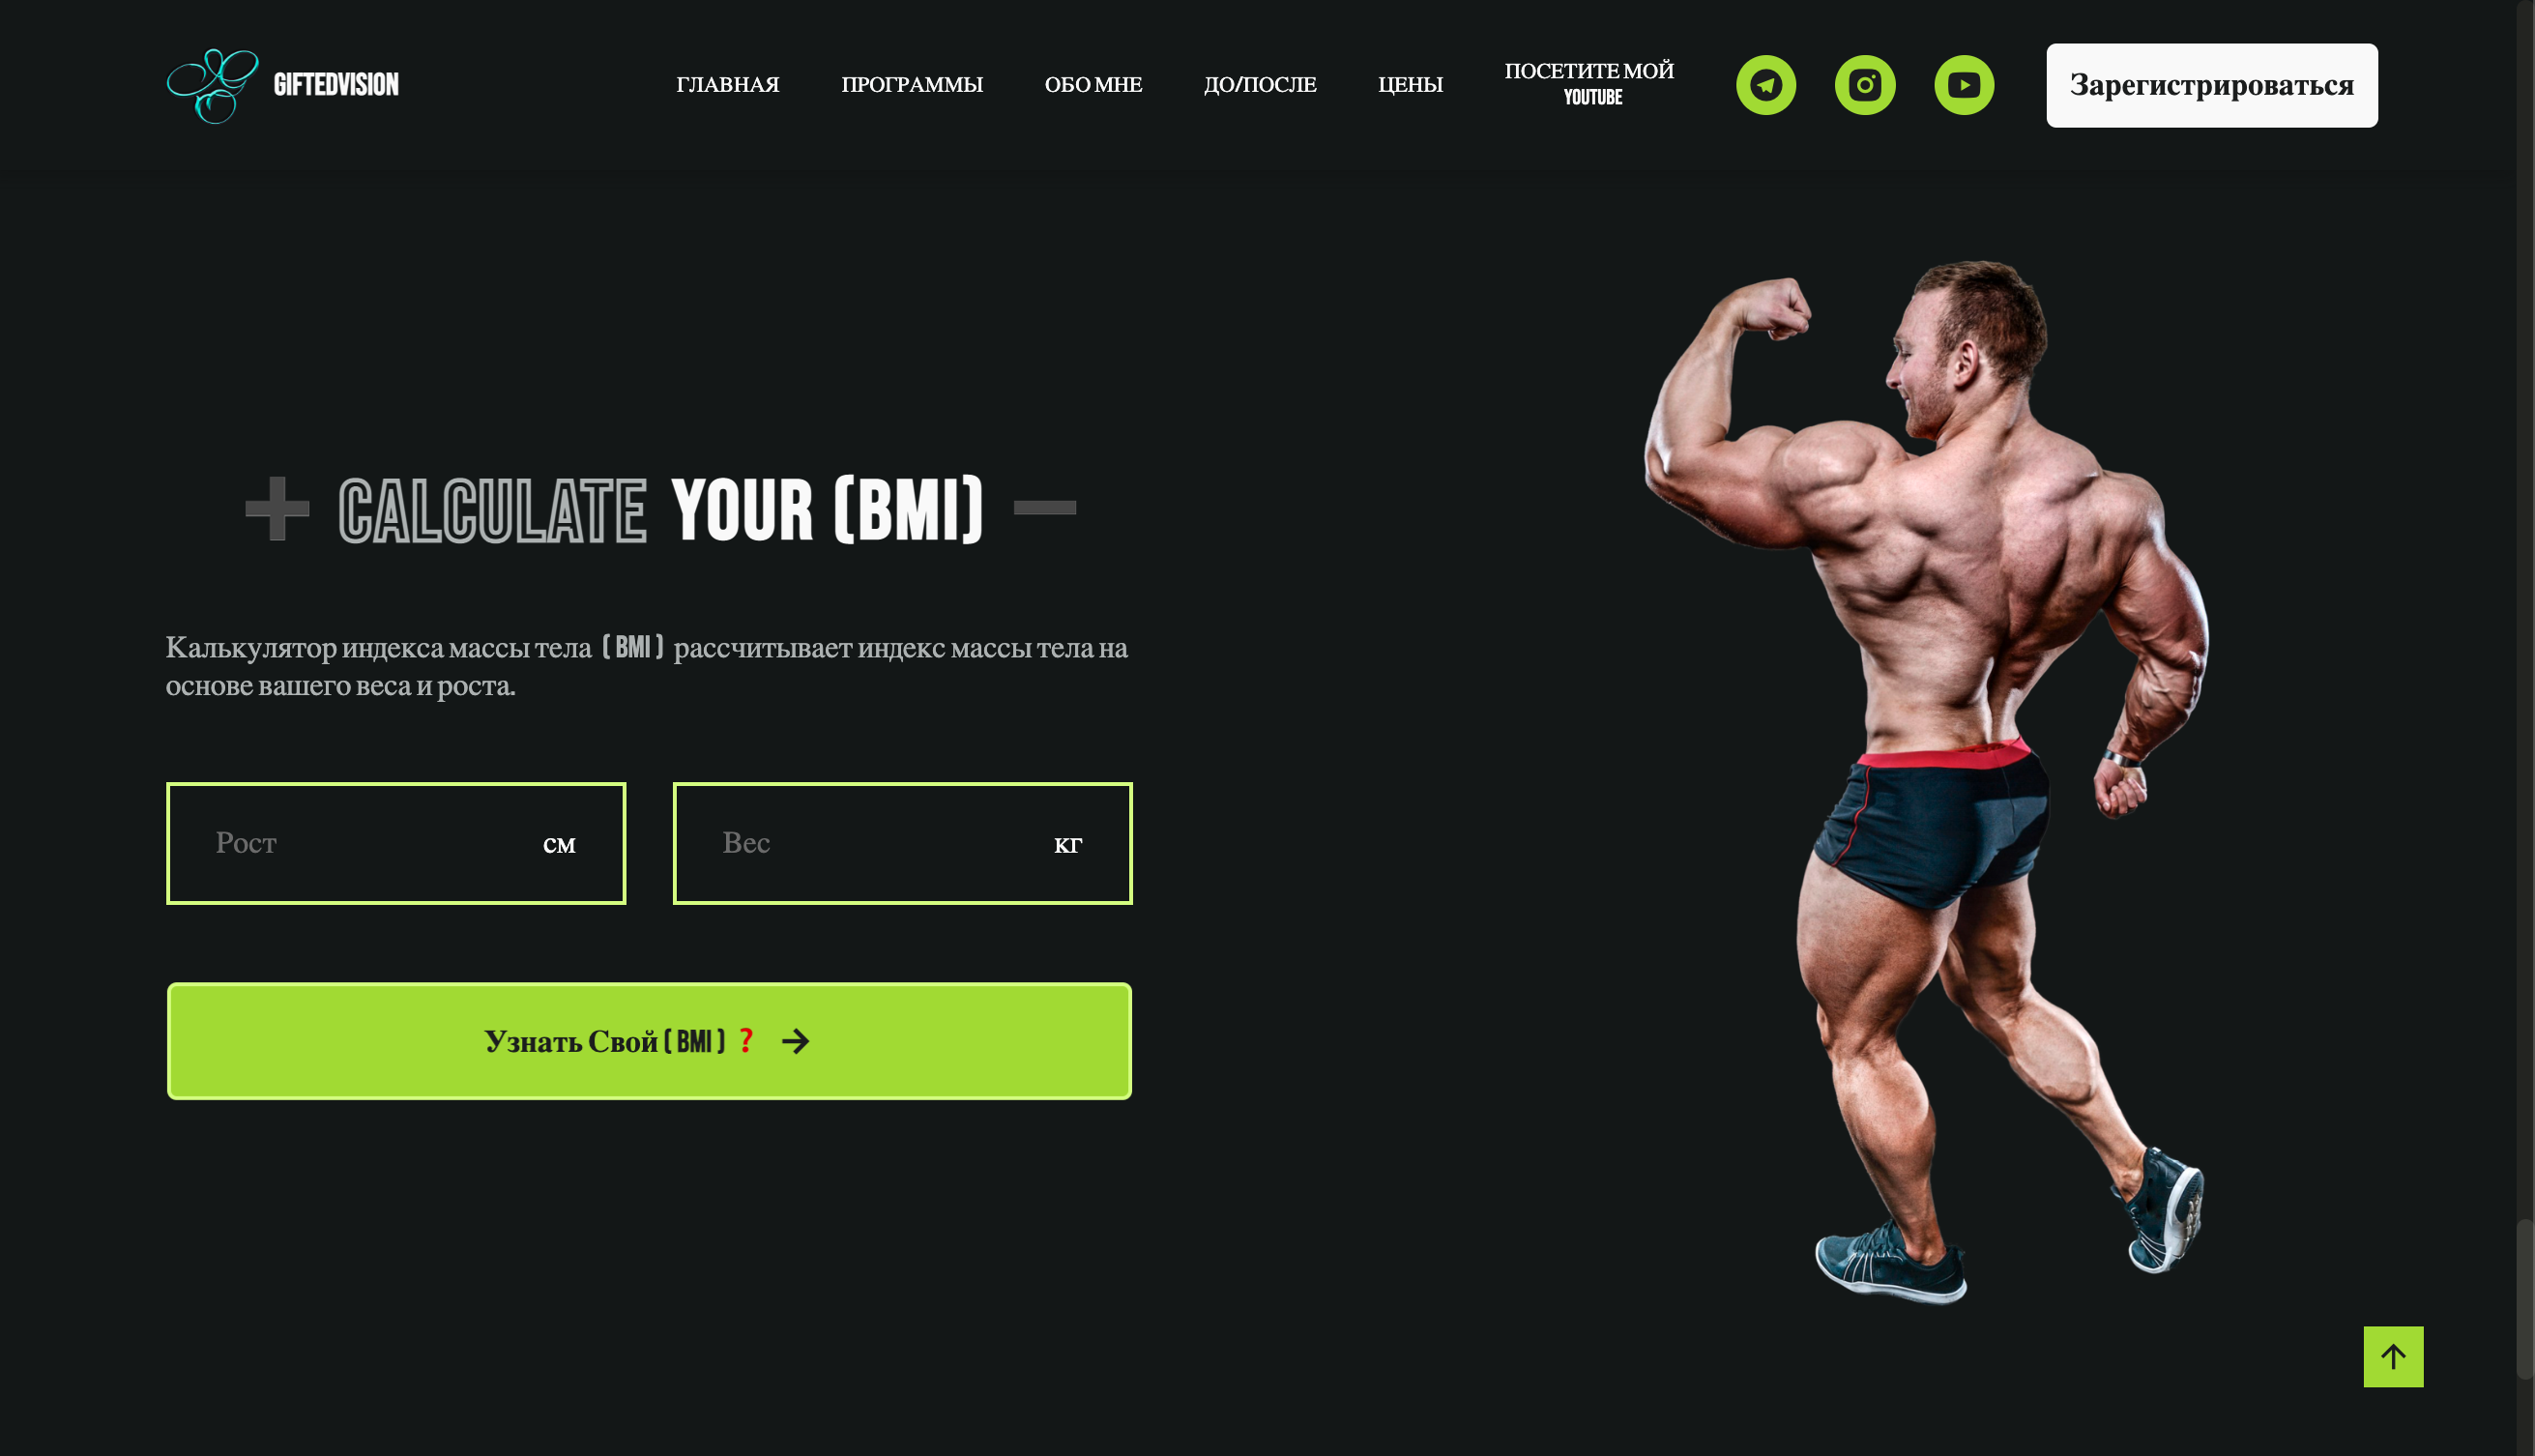 GIFTEDVISION
ГЛАВНАЯ
ПРОГРАММЫ
ОБО МНЕ
ДО/ПОСЛЕ
ЦЕНЫ
ПОСЕТИТЕ МОЙ
YOUTUBE
Зарегистрироваться
CALCULATE YOUR (BMI)
Калькулятор индекса массы тела (BMI) рассчитывает индекс массы тела на
основе вашего веса и роста.
Рост см
Вес кг
Узнать Свой (BMI) ?